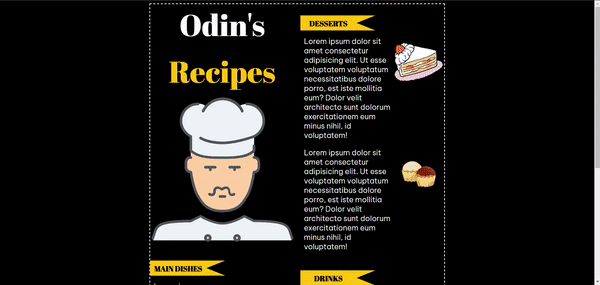 Odin's
Recipes
MAIN DISHES
DESSERTS
Lorem ipsum dolor sit
amet consectetur
adipisicing elit. Ut esse
voluptatem voluptatum
necessitatibus dolore
porro, est iste mollitia
eum? Dolor velit
architecto sunt dolorum
exercitationem eum
minus nihil, id
voluptatem!
Lorem ipsum dolor sit
amet consectetur
adipisicing elit. Ut esse
voluptatem voluptatum
necessitatibus dolore
porro, est iste mollitia
eum? Dolor velit
architecto sunt dolorum
exercitationem eum
minus nihil, id
voluptatem!
DRINKS